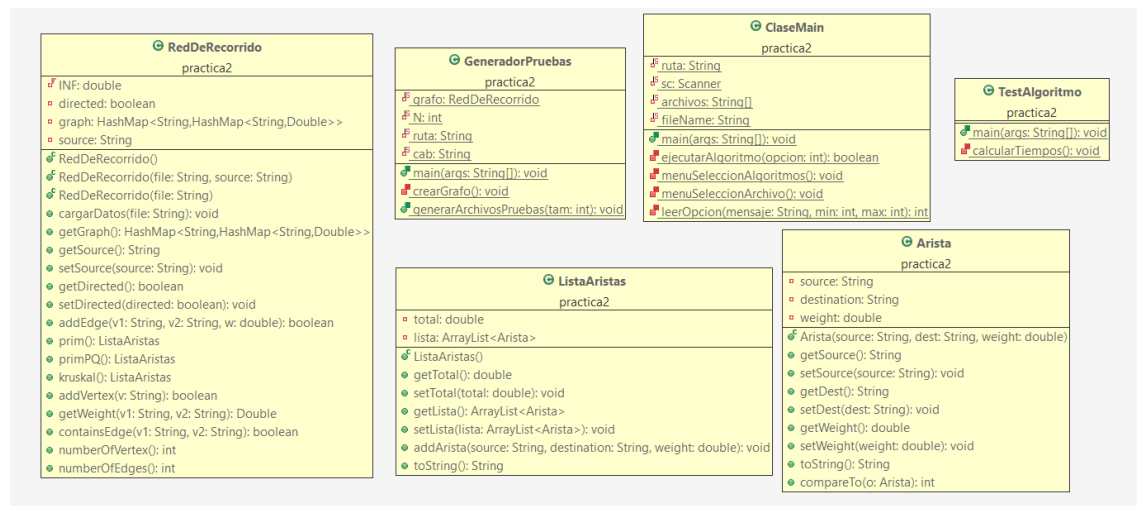 RedDeRecorrido
practica2
INF: double
directed: boolean
graph: HashMap<String,HashMap<String,Double>>
source: String
RedDeRecorrido()
RedDeRecorrido(file: String, source: String)
RedDeRecorrido(file: String)
cargarDatos(file: String): void
getGraph(): HashMap<String,HashMap<String,Double>>
getSource(): String
setSource(source: String): void
getDirected(): boolean
setDirected(directed: boolean): void
addEdge(v1: String, v2: String, w: double): boolean
prim(): ListaAristas
primPQ(): ListaAristas
kruskal(): ListaAristas
addVertex(v: String): boolean
getWeight(v1: String, v2: String): Double
containsEdge(v1: String, v2: String): boolean
numberOfVertex(): int
numberOfEdges(): int
GeneradorPruebas
practica2
grafo: RedDeRecorrido
N: int
ruta: String
cab: String
main(args: String[]): void
crearGrafo(): void
generarArchivosPruebas(tam: int): void
ClaseMain
practica2
ruta: String
sc: Scanner
archivos: String[]
fileName: String
main(args: String[]): void
ejecutarAlgoritmo(opcion: int): boolean
menuSeleccionAlgoritmos(): void
menuSeleccionArchivo(): void
leerOpcion(mensaje: String, min: int, max: int): int
TestAlgoritmo
practica2
main(args: String[]): void
calcularTiempos(): void
ListaAristas
practica2
total: double
lista: ArrayList<Arista>
ListaAristas()
getTotal(): double
setTotal(total: double): void
getLista(): ArrayList<Arista>
setLista(lista: ArrayList<Arista>): void
addArista(source: String, destination: String, weight: double): void
toString(): String
Arista
practica2
source: String
destination: String
weight: double
Arista(source: String, dest: String, weight: double)
getSource(): String
setSource(source: String): void
getDest(): String
setDest(dest: String): void
getWeight(): double
setWeight(weight: double): void
toString(): String
compareTo(o: Arista): int